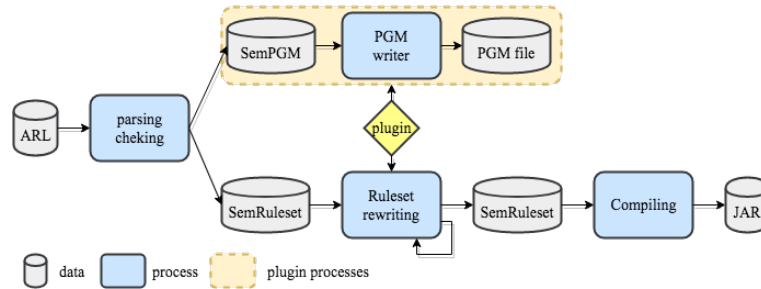 SemPGM
PGM
writer
PGM file
ARL
parsing
cheking
plugin
SemRuleset
Ruleset
rewriting
SemRuleset
Compiling
JAR
data
process
plugin processes